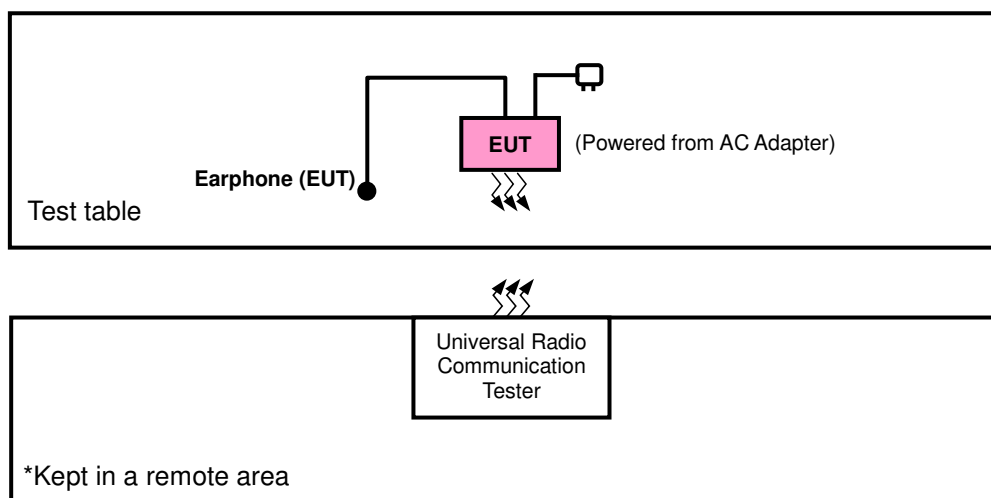 EUT
(Powered from AC Adapter)
Earphone (EUT)
Test table
Universal Radio
Communication
Tester
*Kept in a remote area